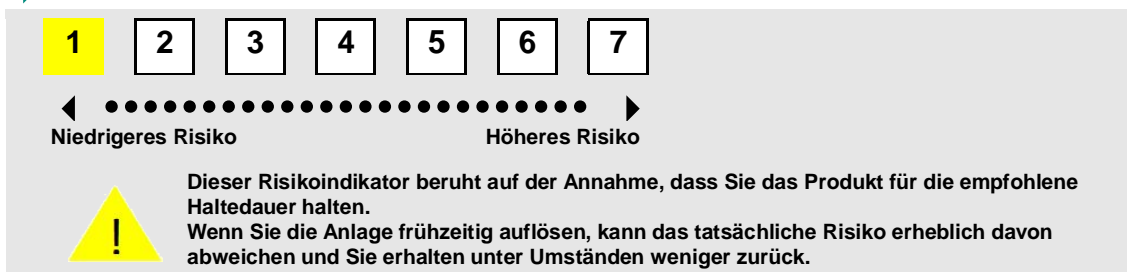 1 2 3 4 5 6 7
Niedrigeres Risiko Höheres Risiko
Dieser Risikoindikator beruht auf der Annahme, dass Sie das Produkt für die empfohlene
Haltedauer halten.
!
Wenn Sie die Anlage frühzeitig auflösen, kann das tatsächliche Risiko erheblich davon
abweichen und Sie erhalten unter Umständen weniger zurück.